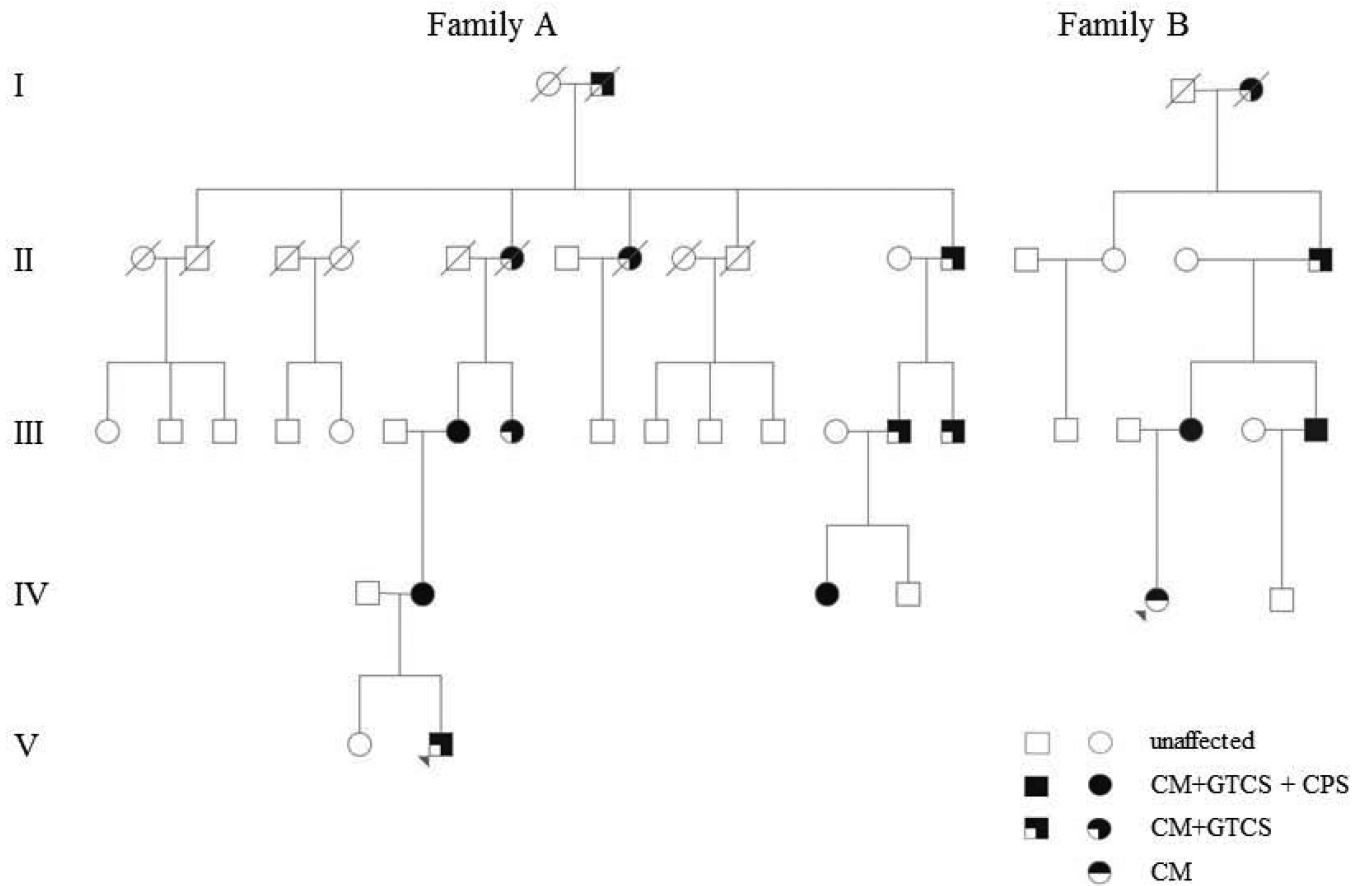 Family A
Family B
I
II
III
IV
V
unaffected
CM+GTCS + CPS
CM+GTCS
CM